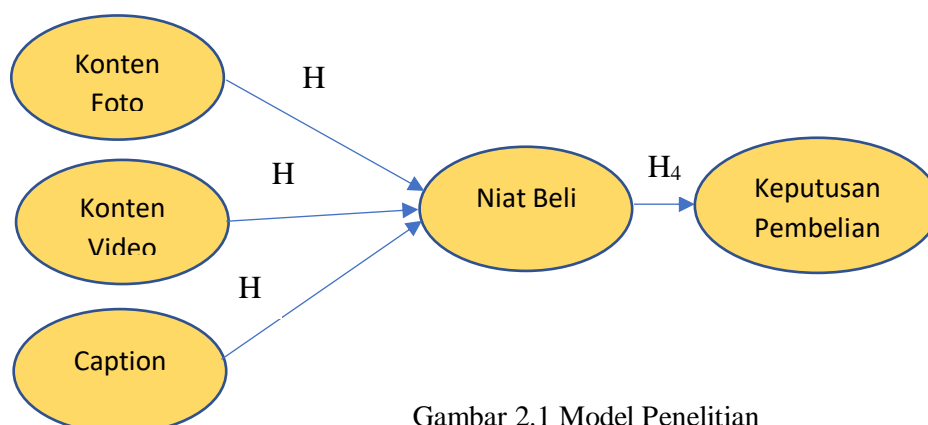 Konten
Foto
H
Konten
Video
H
Caption
H
Niat Beli
H₄
Keputusan
Pembelian
Gambar 2.1 Model Penelitian